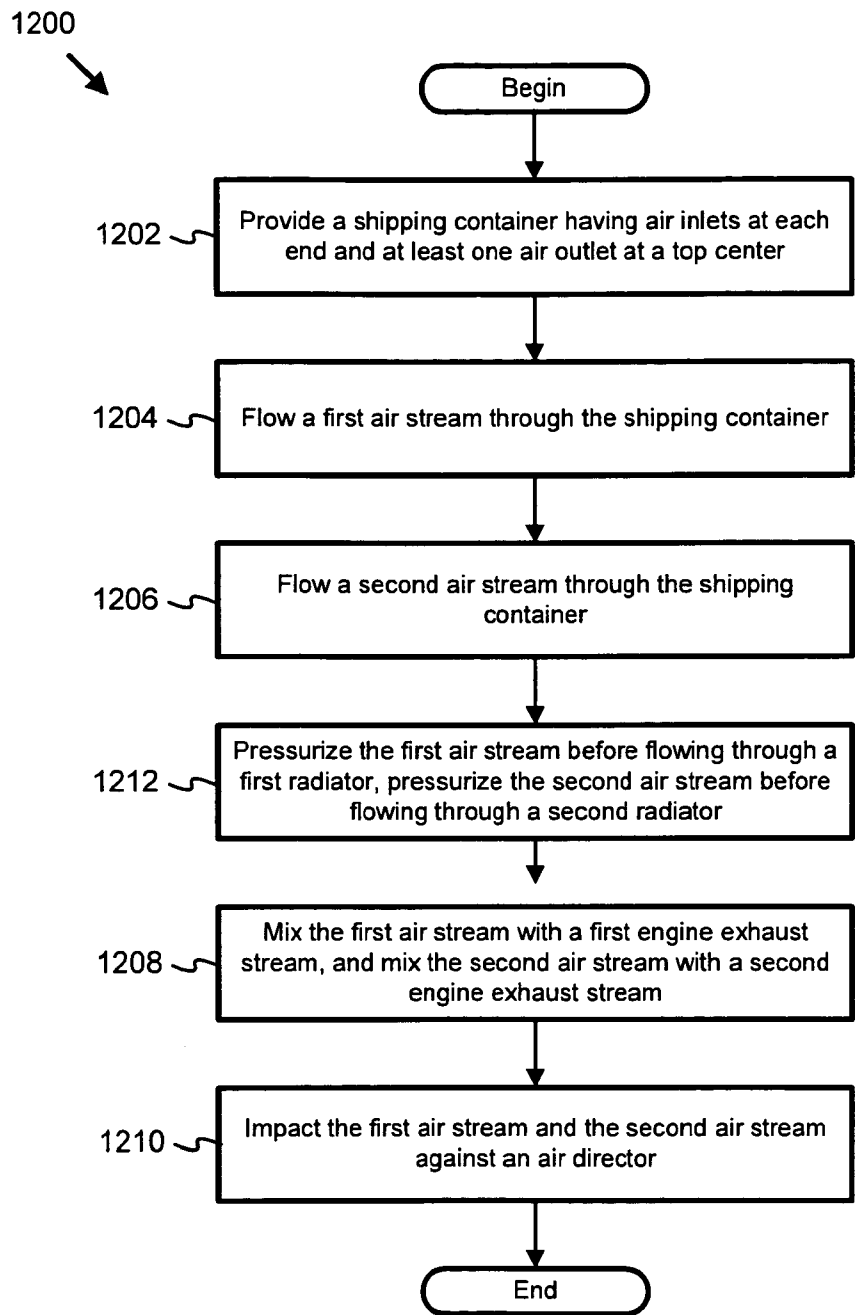 1200
Begin
1202
Provide a shipping container having air inlets at each
end and at least one air outlet at a top center
1204
Flow a first air stream through the shipping container
1206
Flow a second air stream through the shipping
container
1212
Pressurize the first air stream before flowing through a
first radiator, pressurize the second air stream before
flowing through a second radiator
1208
Mix the first air stream with a first engine exhaust
stream, and mix the second air stream with a second
engine exhaust stream
1210
Impact the first air stream and the second air stream
against an air director
End